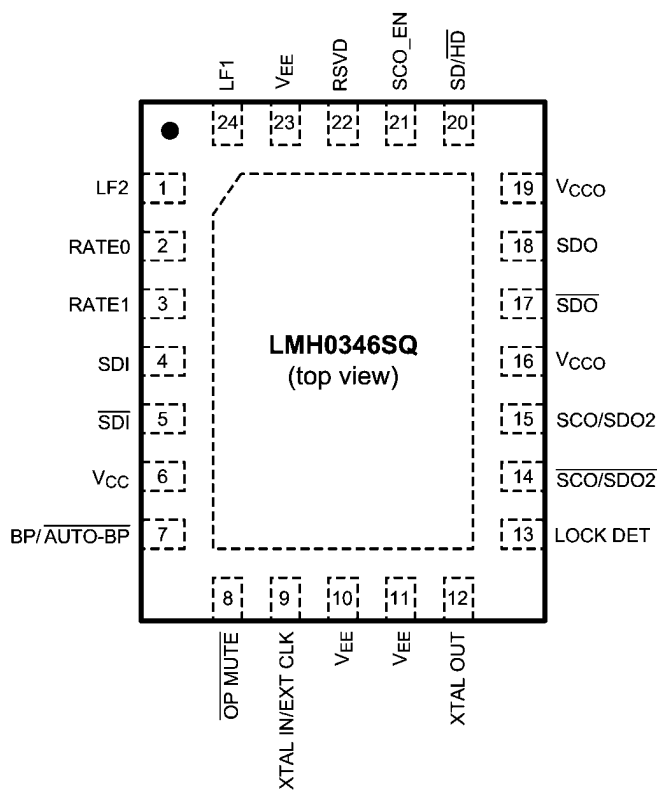 LF1
VEE
RSVD
SCO_EN
SD/HD
24 23 22 21 20
LF2 1
19 VCCO
RATE0 2
18 SDO
RATE1 3
17 SDO
LMH0346SQ
(top view)
SDI 4
16 VCCO
SDI 5
15 SCO/SDO2
VCC 6
14 SCO/SDO2
BP/AUTO-BP 7
13 LOCK DET
8 9 10 11 12
OP MUTE
XTAL IN/EXT CLK
VEE
VEE
XTAL OUT